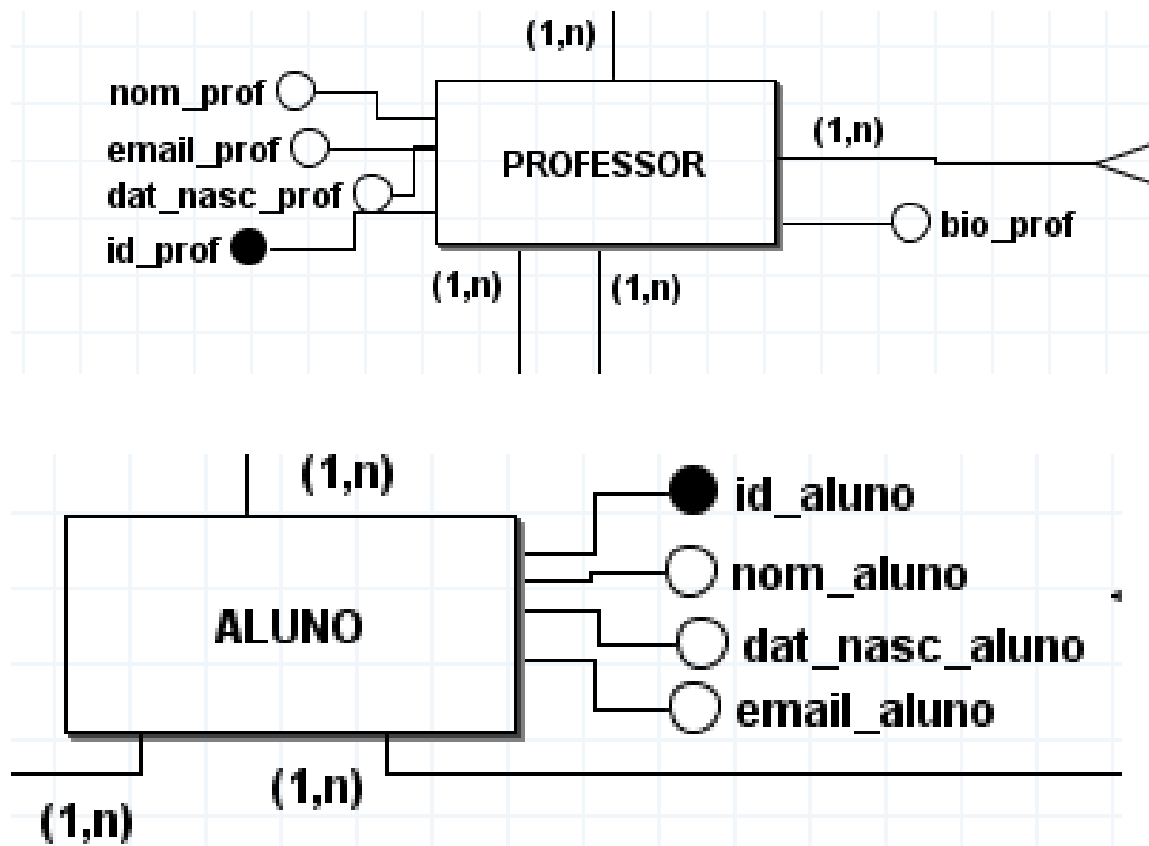 (1,n)
nom_prof
(1,n)
email_prof
PROFESSOR
dat_nasc_prof
bio_prof
id_prof
(1,n)
(1,n)
(1,n)
id_aluno
nom_aluno
ALUNO
dat_nasc_aluno
email_aluno
(1,n)
(1,n)